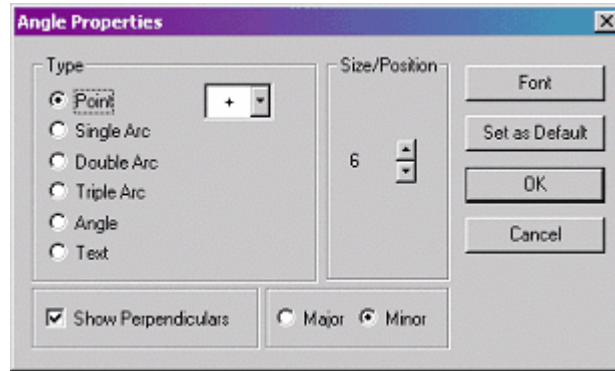 Angle Properties
Type
Point
+
Single Arc
Double Arc
Triple Arc
Angle
Text
Size/Position
6
Font
Set as Default
OK
Cancel
Show Perpendiculars
Major
Minor